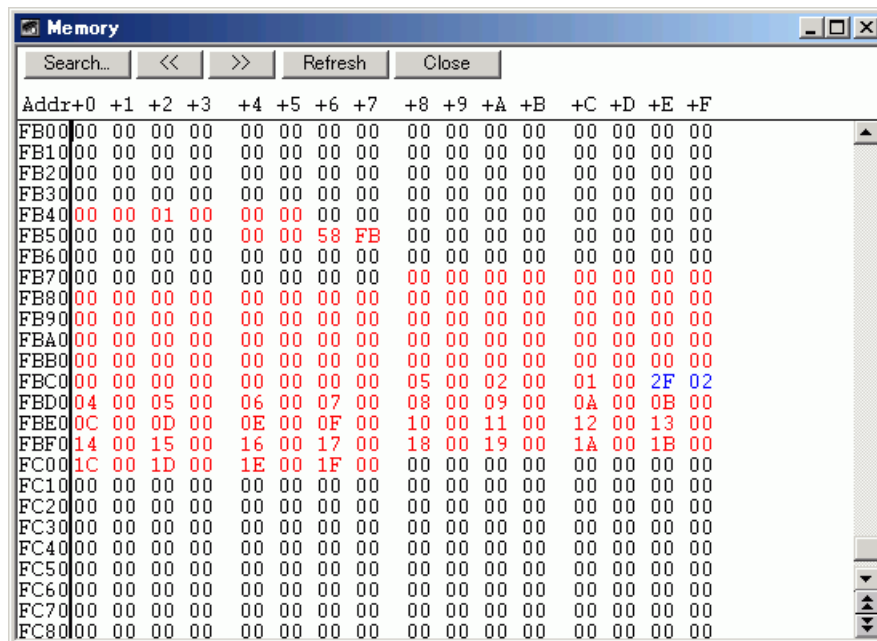 Memory
Search... << >> Refresh Close
Addr+0 +1 +2 +3 +4 +5 +6 +7 +8 +9 +A +B +C +D +E +F
FB00 00 00 00 00 00 00 00 00 00 00 00 00 00 00 00 00
FB10 00 00 00 00 00 00 00 00 00 00 00 00 00 00 00 00
FB20 00 00 00 00 00 00 00 00 00 00 00 00 00 00 00 00
FB30 00 00 00 00 00 00 00 00 00 00 00 00 00 00 00 00
FB40 00 00 01 00 00 00 00 00 00 00 00 00 00 00 00 00
FB50 00 00 00 00 00 00 58 FB 00 00 00 00 00 00 00 00
FB60 00 00 00 00 00 00 00 00 00 00 00 00 00 00 00 00
FB70 00 00 00 00 00 00 00 00 00 00 00 00 00 00 00 00
FB80 00 00 00 00 00 00 00 00 00 00 00 00 00 00 00 00
FB90 00 00 00 00 00 00 00 00 00 00 00 00 00 00 00 00
FBA0 00 00 00 00 00 00 00 00 00 00 00 00 00 00 00 00
FBB0 00 00 00 00 00 00 00 00 00 00 00 00 00 00 00 00
FBC0 00 00 00 00 00 00 00 00 05 00 02 00 01 00 2F 02
FBD0 04 00 05 00 06 00 07 00 08 00 09 00 0A 00 0B 00
FBE0 0C 00 0D 00 0E 00 0F 00 10 00 11 00 12 00 13 00
FBF0 14 00 15 00 16 00 17 00 18 00 19 00 1A 00 1B 00
FC00 1C 00 1D 00 1E 00 1F 00 00 00 00 00 00 00 00 00
FC10 00 00 00 00 00 00 00 00 00 00 00 00 00 00 00 00
FC20 00 00 00 00 00 00 00 00 00 00 00 00 00 00 00 00
FC30 00 00 00 00 00 00 00 00 00 00 00 00 00 00 00 00
FC40 00 00 00 00 00 00 00 00 00 00 00 00 00 00 00 00
FC50 00 00 00 00 00 00 00 00 00 00 00 00 00 00 00 00
FC60 00 00 00 00 00 00 00 00 00 00 00 00 00 00 00 00
FC70 00 00 00 00 00 00 00 00 00 00 00 00 00 00 00 00
FC80 00 00 00 00 00 00 00 00 00 00 00 00 00 00 00 00